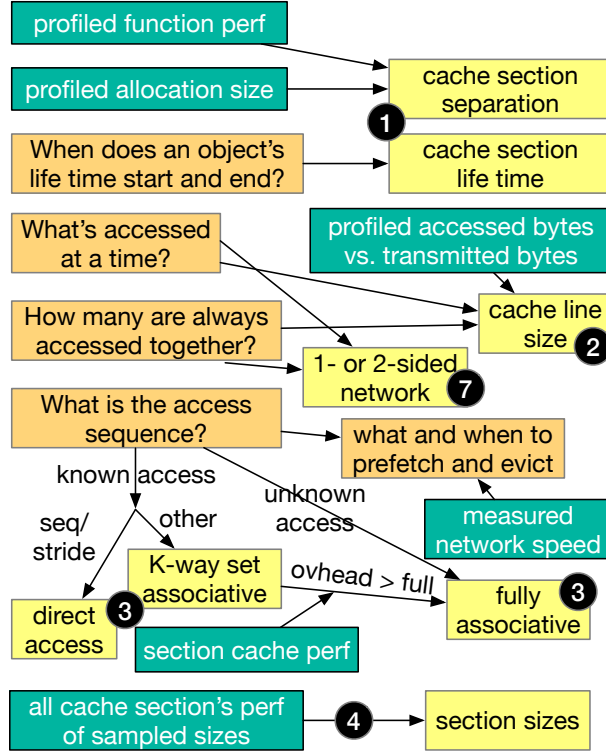 profiled function perf
profiled allocation size
cache section
separation
1
When does an object's
life time start and end?
cache section
life time
What's accessed
at a time?
profiled accessed bytes
vs. transmitted bytes
How many are always
accessed together?
cache line
size
2
1- or 2-sided
network
7
What is the access
sequence?
what and when to
prefetch and evict
known access
unknown
access
seq/
stride
other
measured
network speed
K-way set
associative
ovhead > full
3
direct
access
3
fully
associative
section cache perf
all cache section's perf
of sampled sizes
4
section sizes